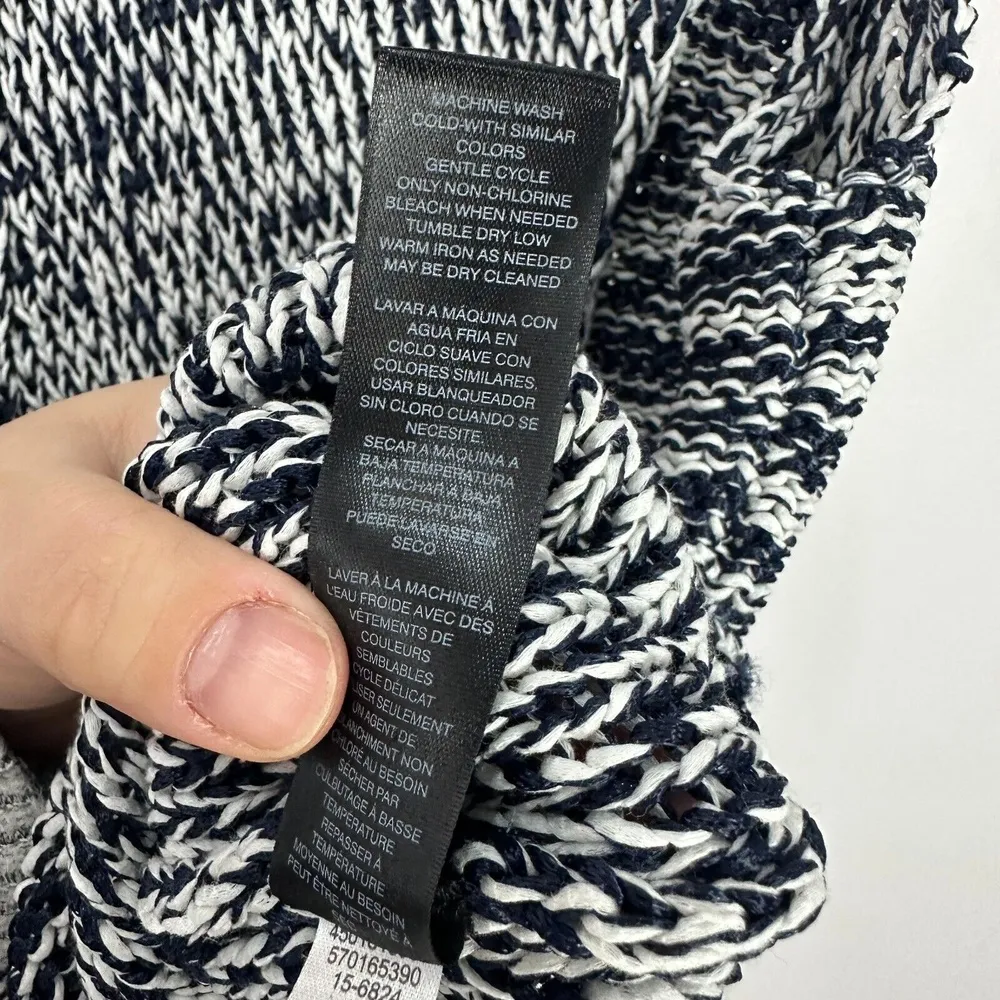 MACHINE WASH
COLD-WITH SIMILAR
COLORS
GENTLE CYCLE
ONLY NON-CHLORINE
BLEACH WHEN NEEDED
TUMBLE DRY LOW
WARM IRON AS NEEDED
MAY BE DRY CLEANED
LAVAR A MÁQUINA CON
AGUA FRIA EN
CICLO SUAVE CON
COLORES SIMILARES.
USAR BLANQUEADOR
SIN CLORO CUANDO SE
NECESITE.
SECAR A MAQUINA A
BAJA TEMPERATURA
PLANCHAR A BAJA
TEMPERATURA
PUEDE LAVARSE EN
SECO
LAVER À LA MACHINE À
L'EAU FROIDE AVEC DES
VÊTEMENTS DE
COULEURS
SEMBLABLES
CYCLE DÉLICAT
SEULEMENT
UN AGENT DE
NON
CHLORÉ AU BESOIN
SÉCHER PAR
CULBUTAGE À BASSE
TEMPÉRATURE
REPASSER À
TEMPÉRATURE
MOYENNE AU BESOIN
PEUT ÊTRE NETTOYÉ À
570165390
15-6824